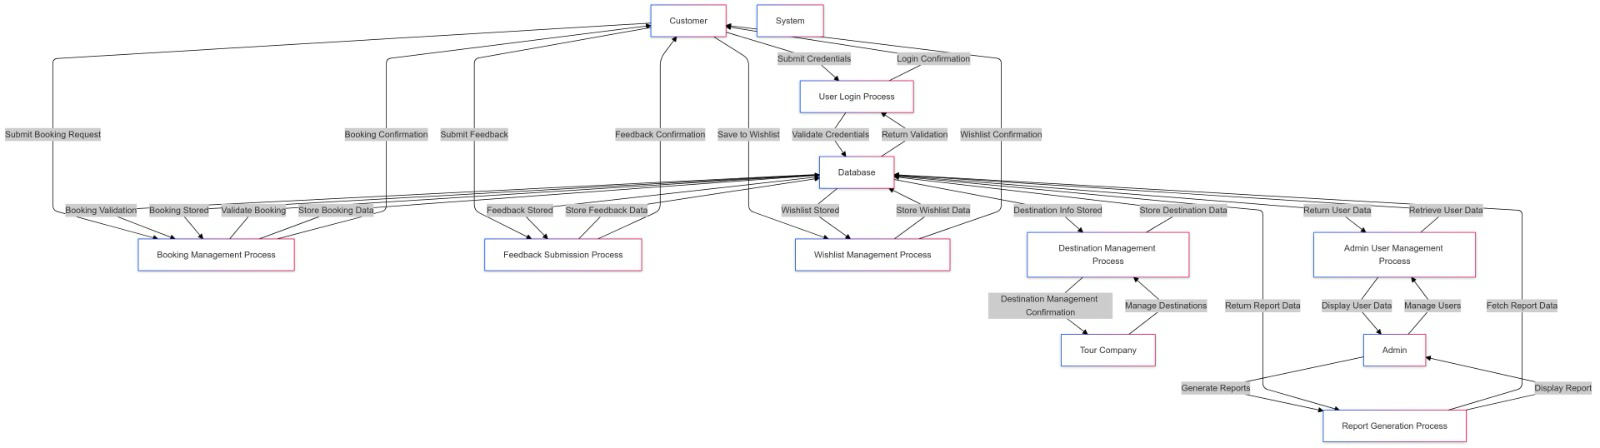 Customer
System
Submit Credentials
Login Confirmation
User Login Process
Submit Booking Request
Booking Confirmation
Submit Feedback
Feedback Confirmation
Save to Wishlist
Validate Credentials
Return Validation
Wishlist Confirmation
Database
Booking Validation
Booking Stored
Validate Booking
Store Booking Data
Feedback Stored
Store Feedback Data
Wishlist Stored
Store Wishlist Data
Destination Info Stored
Store Destination Data
Return User Data
Retrieve User Data
Booking Management Process
Feedback Submission Process
Wishlist Management Process
Destination Management
Process
Admin User Management
Process
Destination Management
Confirmation
Manage Destinations
Return Report Data
Display User Data
Manage Users
Fetch Report Data
Tour Company
Admin
Generate Reports
Display Report
Report Generation Process